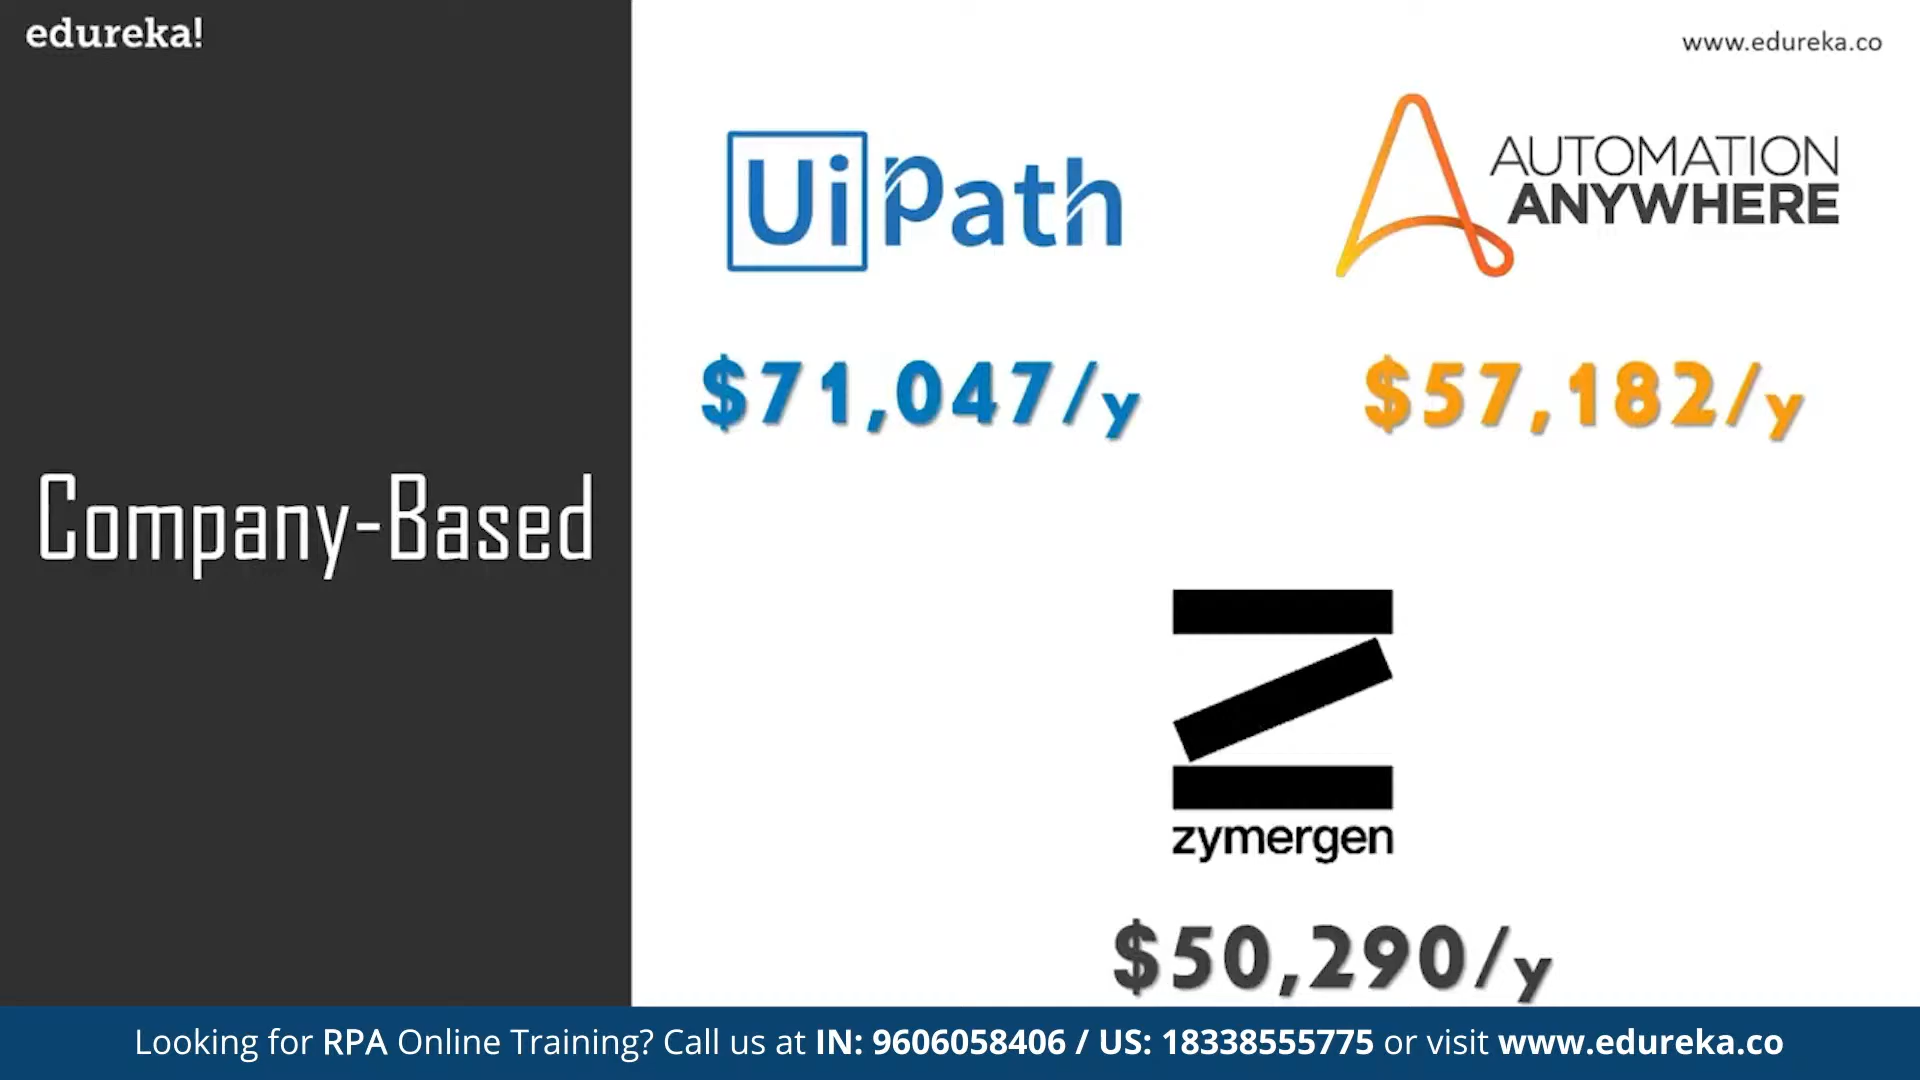 edureka!
www.edureka.co
UiPath
AUTOMATION
ANYWHERE
$71,047/y
$57,182/y
Company-Based
zymergen
$50,290/y
Looking for RPA Online Training? Call us at IN: 9606058406 / US: 18338555775 or visit www.edureka.co